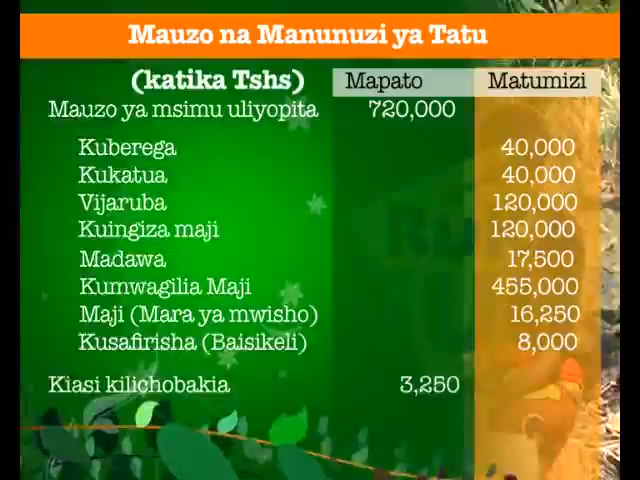 Mauzo na Manunuzi ya Tatu
(katika Tshs) Mapato Matumizi
Mauzo ya msimu uliyopita 720,000
Kuberega 40,000
Kukatua 40,000
Vijaruba 120,000
Kuingiza maji 120,000
Madawa 17,500
Kumwagilia Maji 455,000
Maji (Mara ya mwisho) 16,250
Kusafirisha (Baisikeli) 8,000
Kiasi kilichobakia 3,250